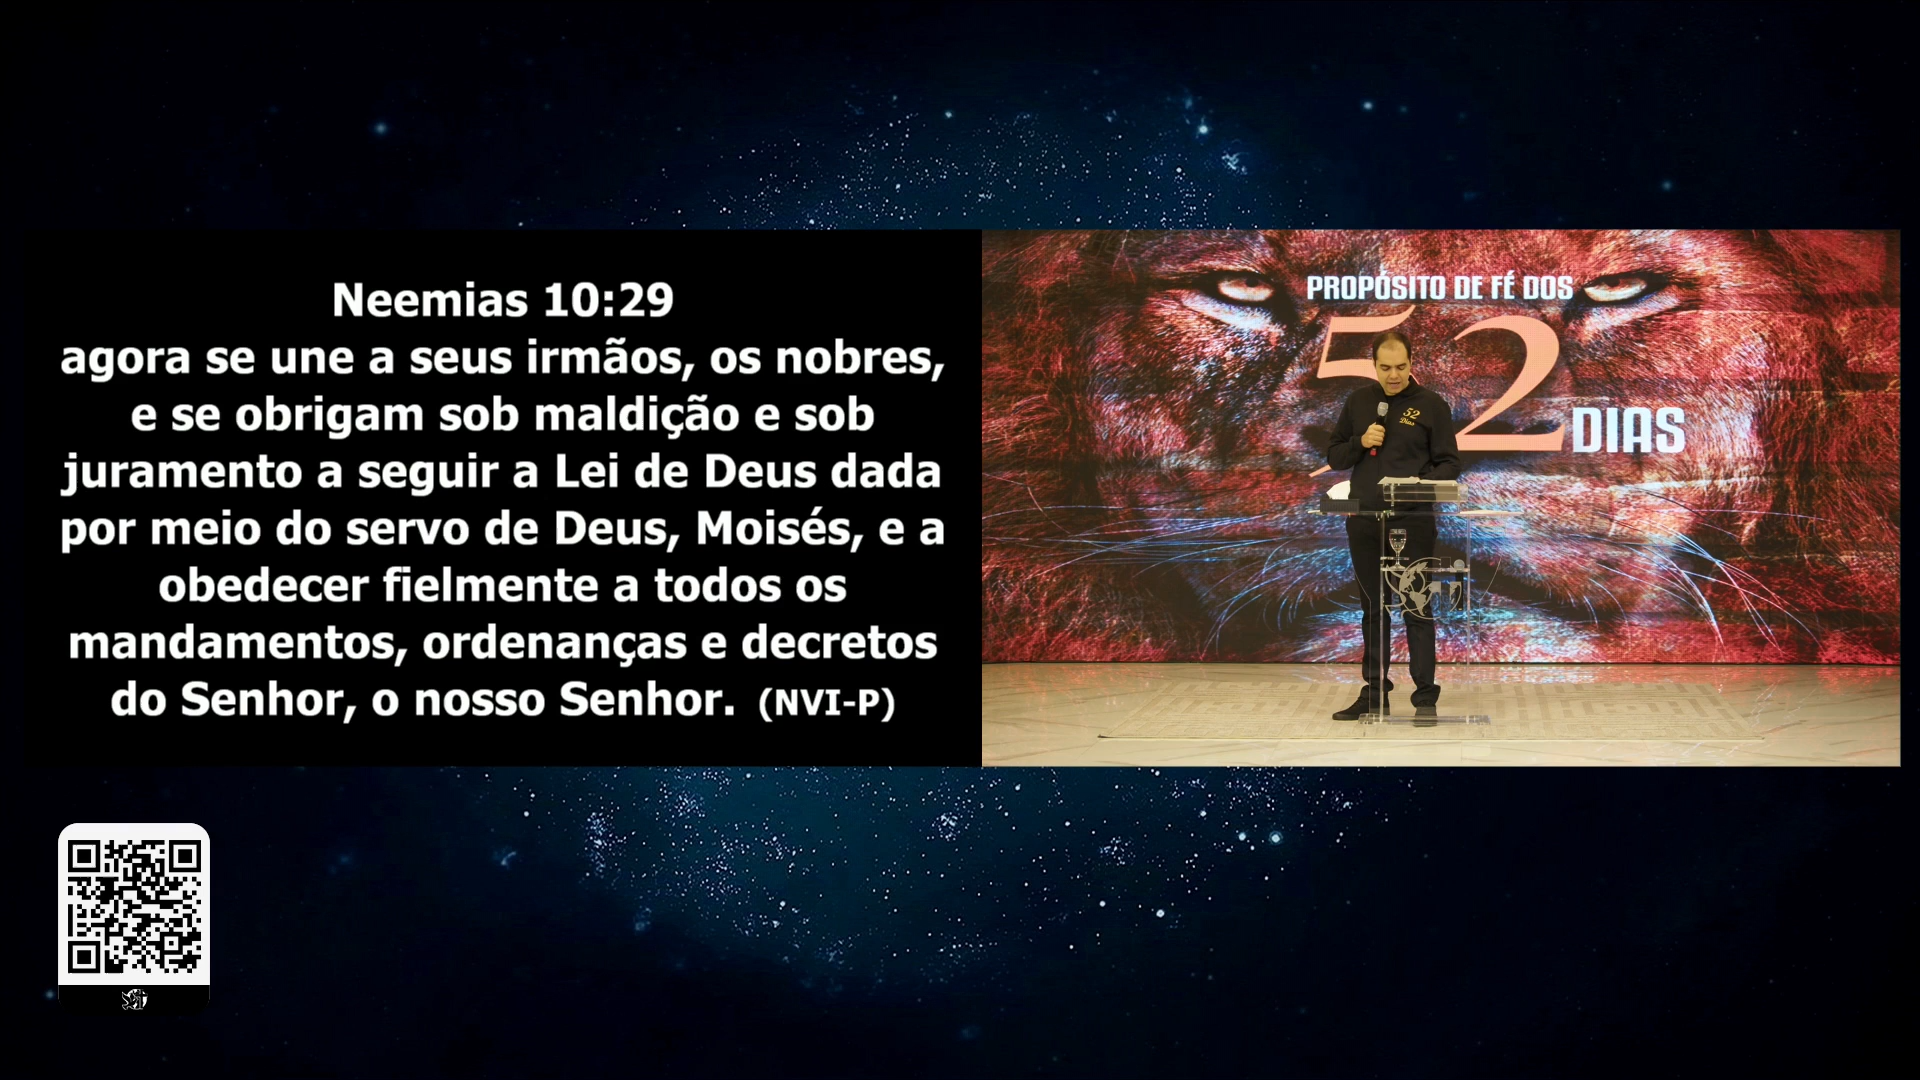 Neemias 10:29
agora se une a seus irmãos, os nobres,
e se obrigam sob maldição e sob
juramento a seguir a Lei de Deus dada
por meio do servo de Deus, Moisés, e a
obedecer fielmente a todos os
mandamentos, ordenanças e decretos
do Senhor, o nosso Senhor. (NVI-P)
PROPÓSITO DE FÉ DOS
52
DIAS
52
Dias